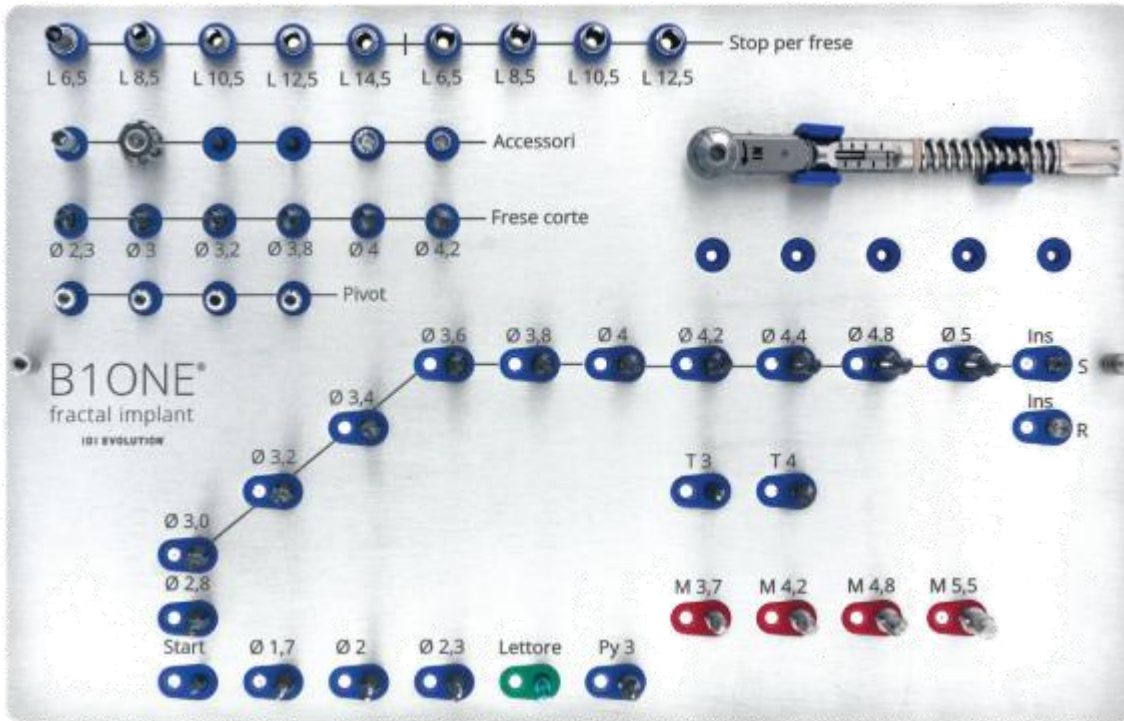 Stop per frese
L 6,5 L 8,5 L 10,5 L 12,5 L 14,5 L 6,5 L 8,5 L 10,5 L 12,5
Accessori
Frese corte
Ø 2,3 Ø 3 Ø 3,2 Ø 3,8 Ø 4 Ø 4,2
Pivot
Ø 3,6 Ø 3,8 Ø 4 Ø 4,2 Ø 4,4 Ø 4.8 Ø 5 Ins
S
B1ONE®
fractal implant
IDI EVOLUTION
Ø 3,4
Ins
R
Ø 3,2
T 3 T 4
Ø 3,0
Ø 2,8
M 3,7 M 4,2 M 4,8 M 5,5
Start Ø 1,7 Ø 2 Ø 2,3 Lettore Py 3